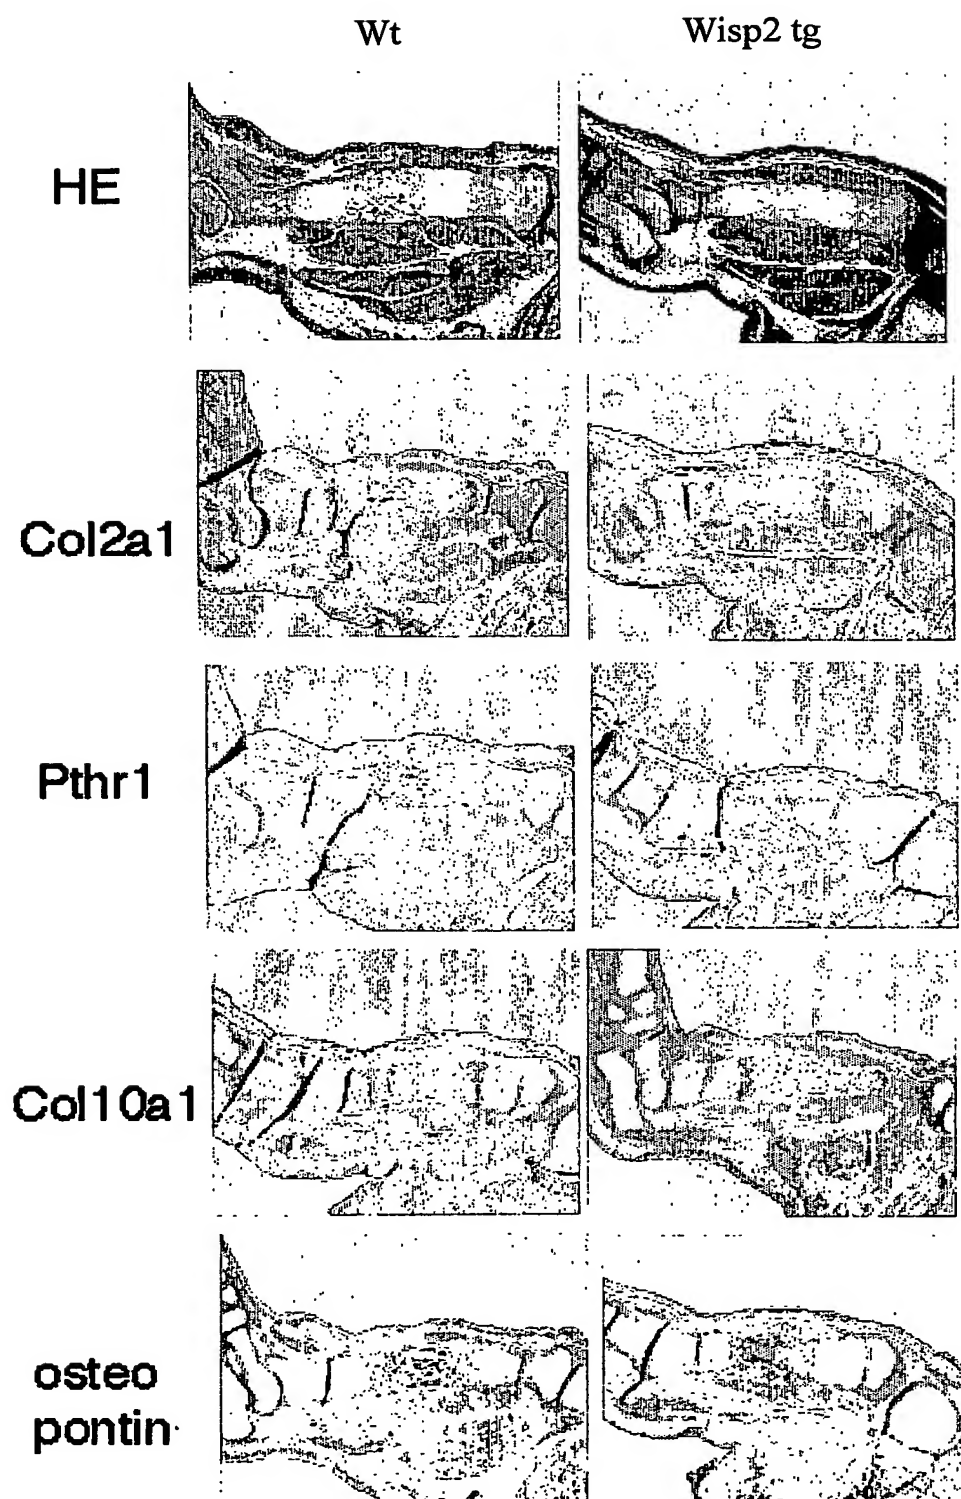 Wt Wisp2 tg
HE
Col2a1
Pthr1
Col10a1
osteo
pontin